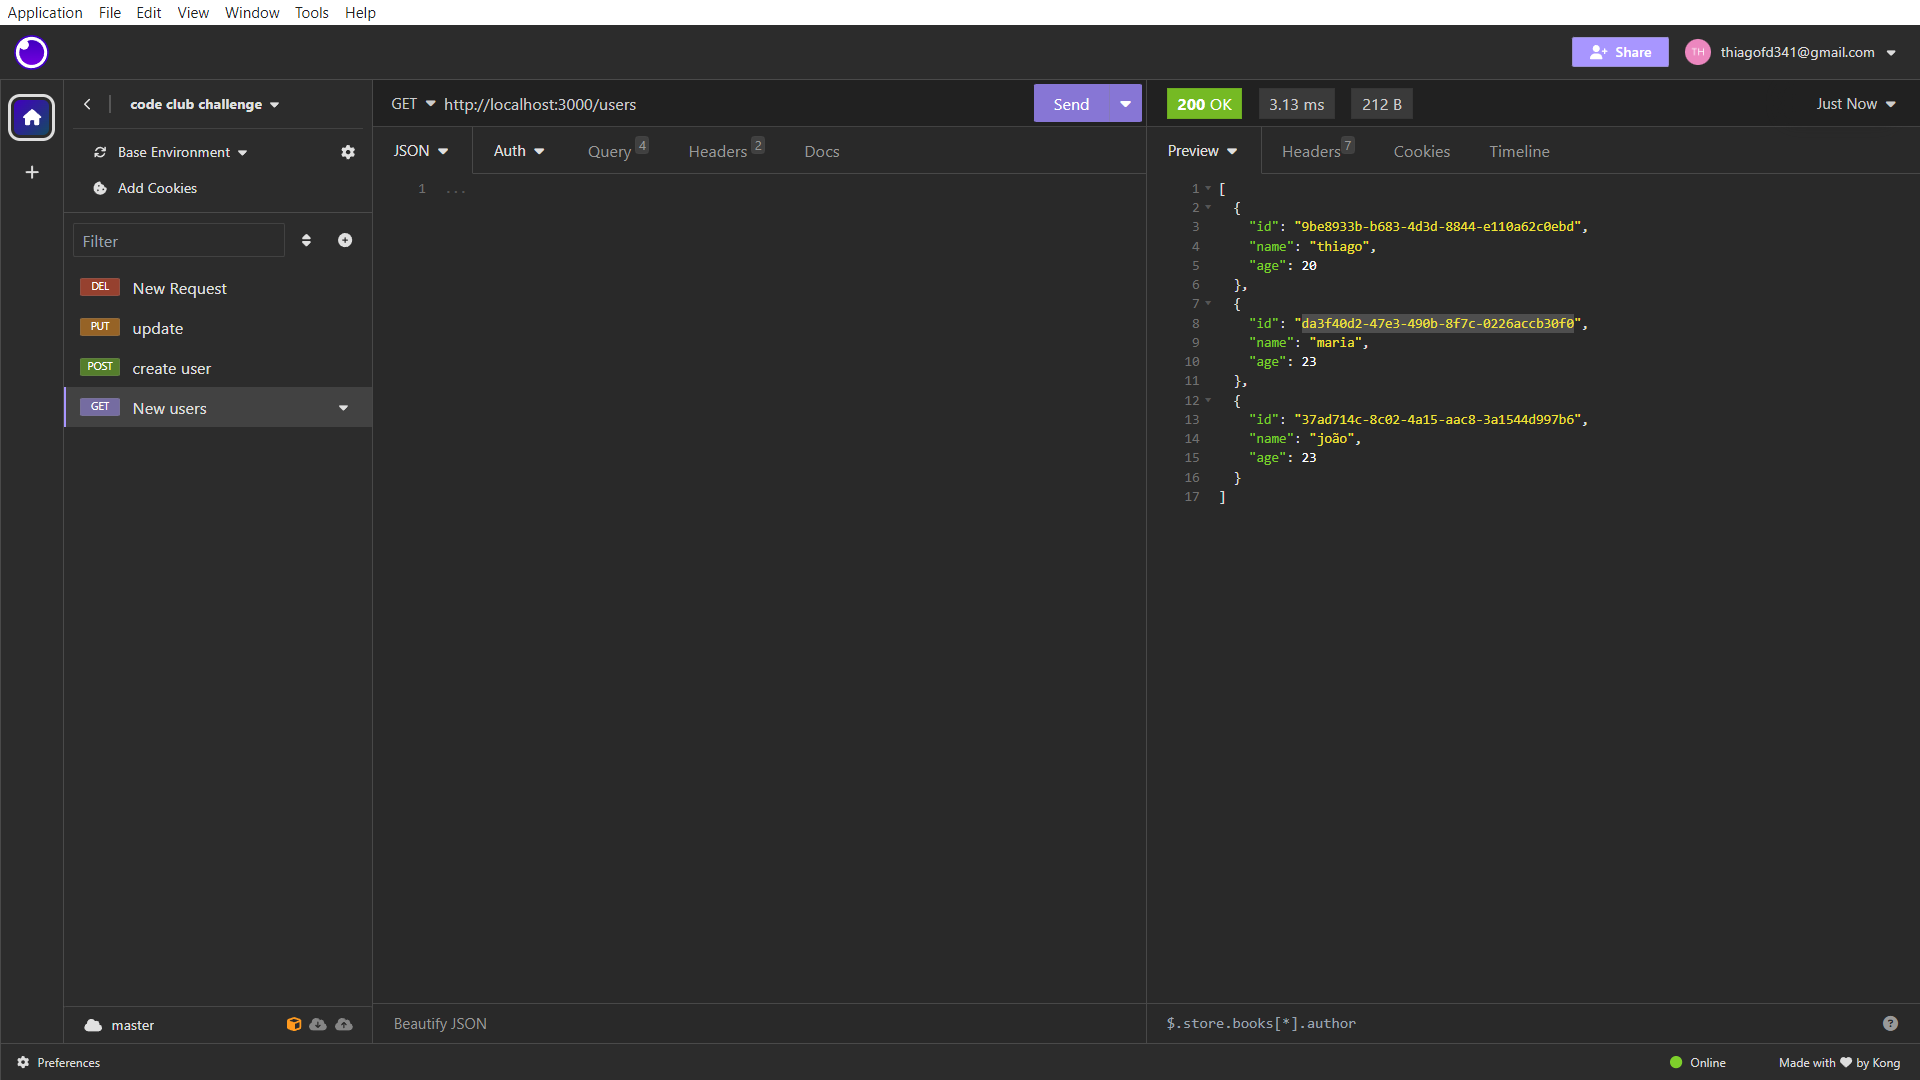 Application File Edit View Window Tools Help
Share
TH
thiagofd341@gmail.com
code club challenge
GET http://localhost:3000/users
Send
200 OK
3.13 ms
212 B
Just Now
Base Environment
Add Cookies
JSON
Auth
Query 4
Headers 2
Docs
Preview
Headers 7
Cookies
Timeline
Filter
DEL New Request
PUT update
POST create user
GET New users
1 ...
1 [
2 {
3 "id": "9be8933b-b683-4d3d-8844-e110a62c0ebd",
4 "name": "thiago",
5 "age": 20
6 },
7 {
8 "id": "da3f40d2-47e3-490b-8f7c-0226accb30f0",
9 "name": "maria",
10 "age": 23
11 },
12 {
13 "id": "37ad714c-8c02-4a15-aac8-3a1544d997b6",
14 "name": "joão",
15 "age": 23
16 }
17 ]
master
Beautify JSON
$.store.books[*].author
Preferences
Online
Made with ♥ by Kong